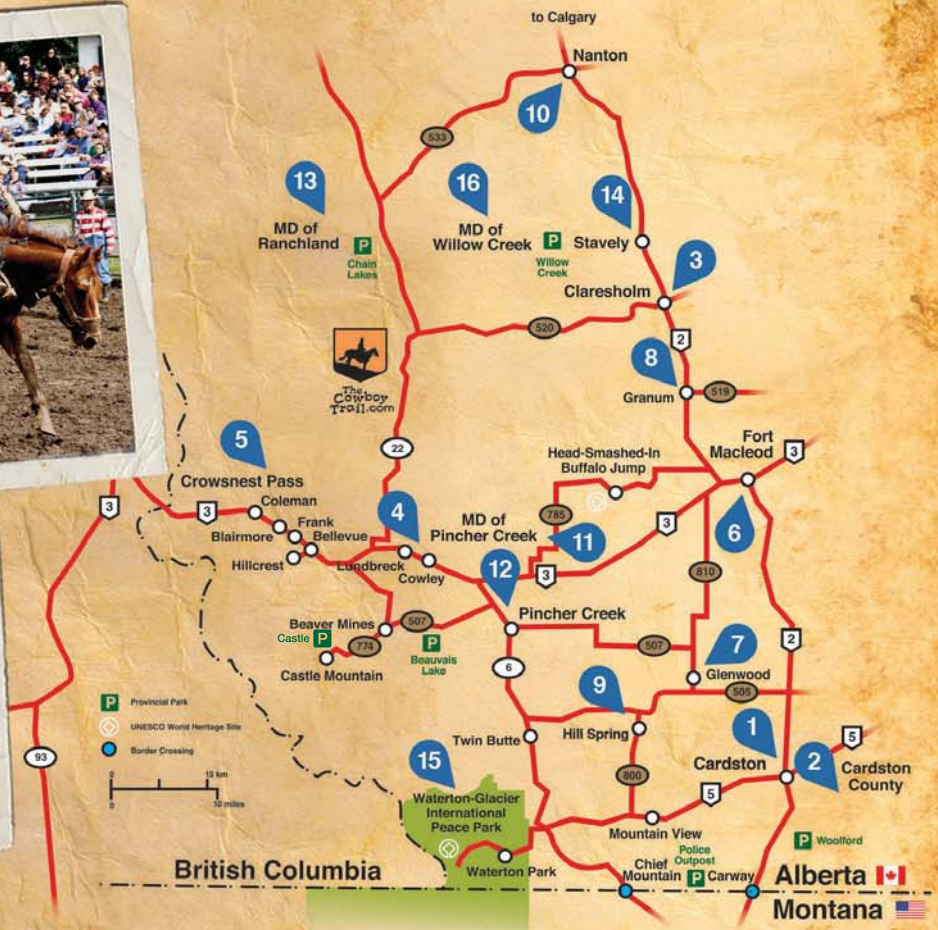 to Calgary
Nanton
10
533
13
MD of
Ranchland
P
Chain
Lakes
16
MD of
Willow Creek
P
Willow
Creek
14
Stavely
3
Claresholm
520
2
The
Cowboy
Trail.com
8
Granum
519
22
Fort
Macleod
3
Head-Smashed-In
Buffalo Jump
5
Crowsnest Pass
3
3
Coleman
Blairmore
Frank
Bellevue
Hillcrest
4
Lundbreck
Cowley
MD of
Pincher Creek
785
11
3
3
6
12
810
Pincher Creek
Beaver Mines
507
Castle P
774
Castle Mountain
P
Beauvais
Lake
6
507
7
Glenwood
505
2
P Provincial Park
UNESCO World Heritage Site
Border Crossing
0 15 km
0 10 miles
93
9
Hill Spring
Twin Butte
1
Cardston
5
2
Cardston
County
800
5
15
Waterton-Glacier
International
Peace Park
Mountain View
Waterton Park
Police
Outpost
P
Chief
Mountain
Carway
P Woolford
British Columbia
Alberta
Montana